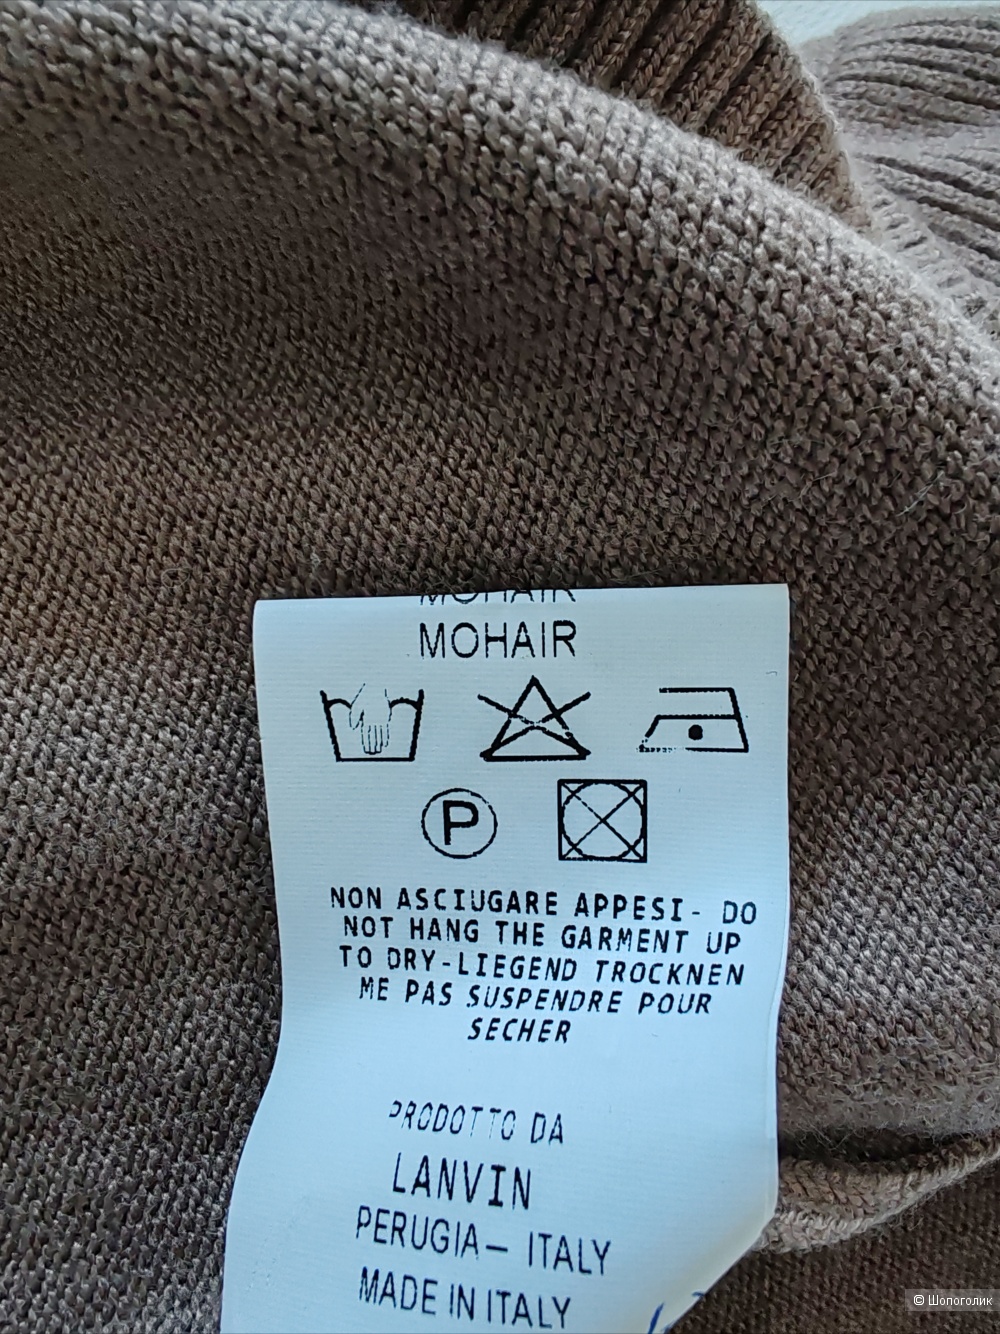 MOHAIR
MOHAIR
P
NON ASCIUGARE APPESI- DO
NOT HANG THE GARMENT UP
TO DRY-LIEGEND TROCKNEN
ME PAS SUSPENDRE POUR
SECHER
PRODOTTO DA
LANVIN
PERUGIA– ITALY
MADE IN ITALY
© Шопоголик